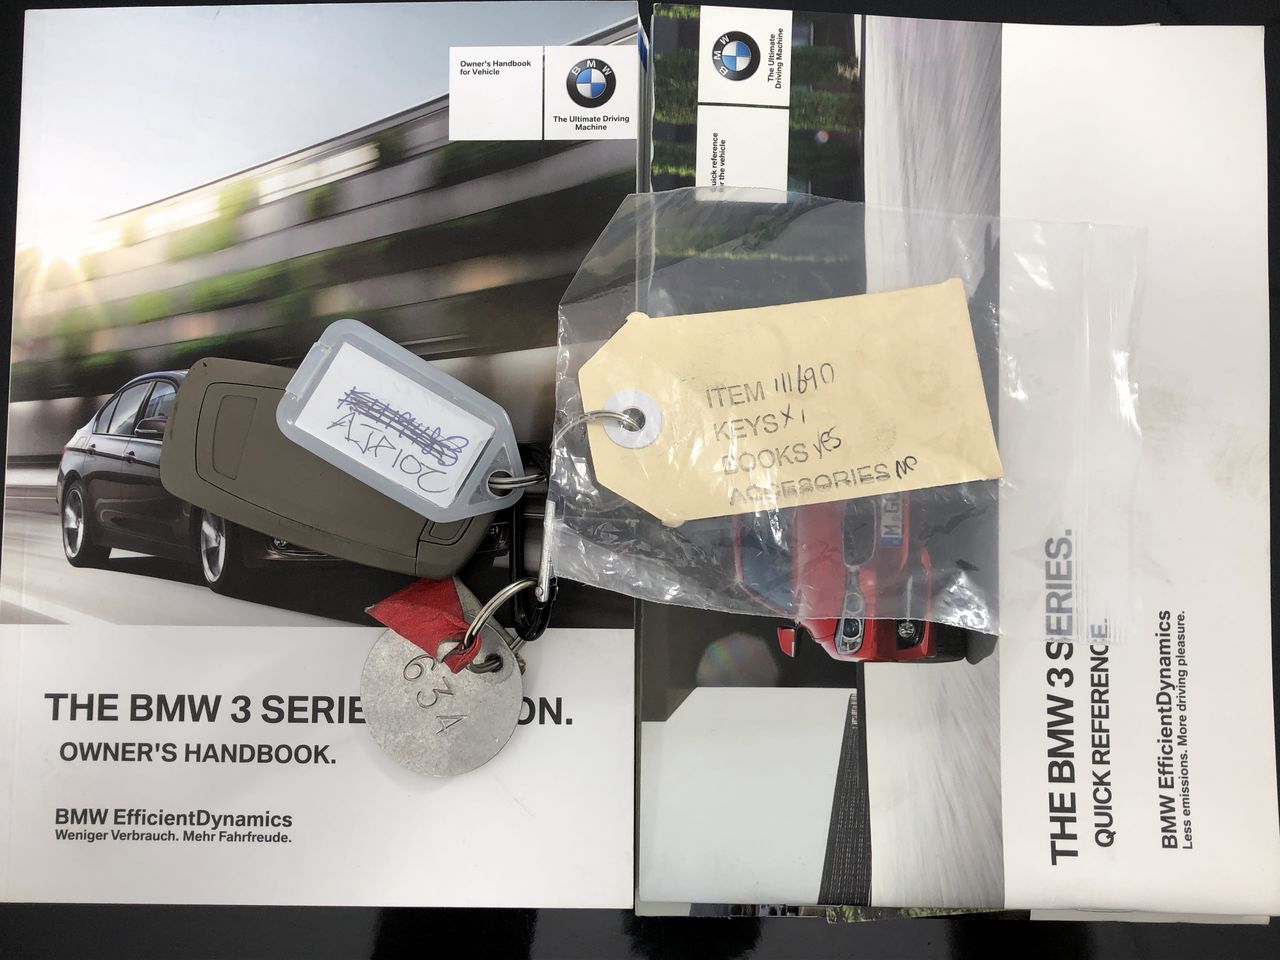 Owner's Handbook
for Vehicle
BMW
The Ultimate Driving
Machine
THE BMW 3 SERIE
ON.
OWNER'S HANDBOOK.
BMW EfficientDynamics
Weniger Verbrauch. Mehr Fahrfreude.
63A
ITEM 111690
KEYS X 1
BOOKS yES
ACCESORIES NO
BMW
The Ultimate
Driving Machine
uick reference
r the vehicle
THE BMW 3 SERIES.
QUICK REFERENCE.
BMW EfficientDynamics
Less emissions. More driving pleasure.